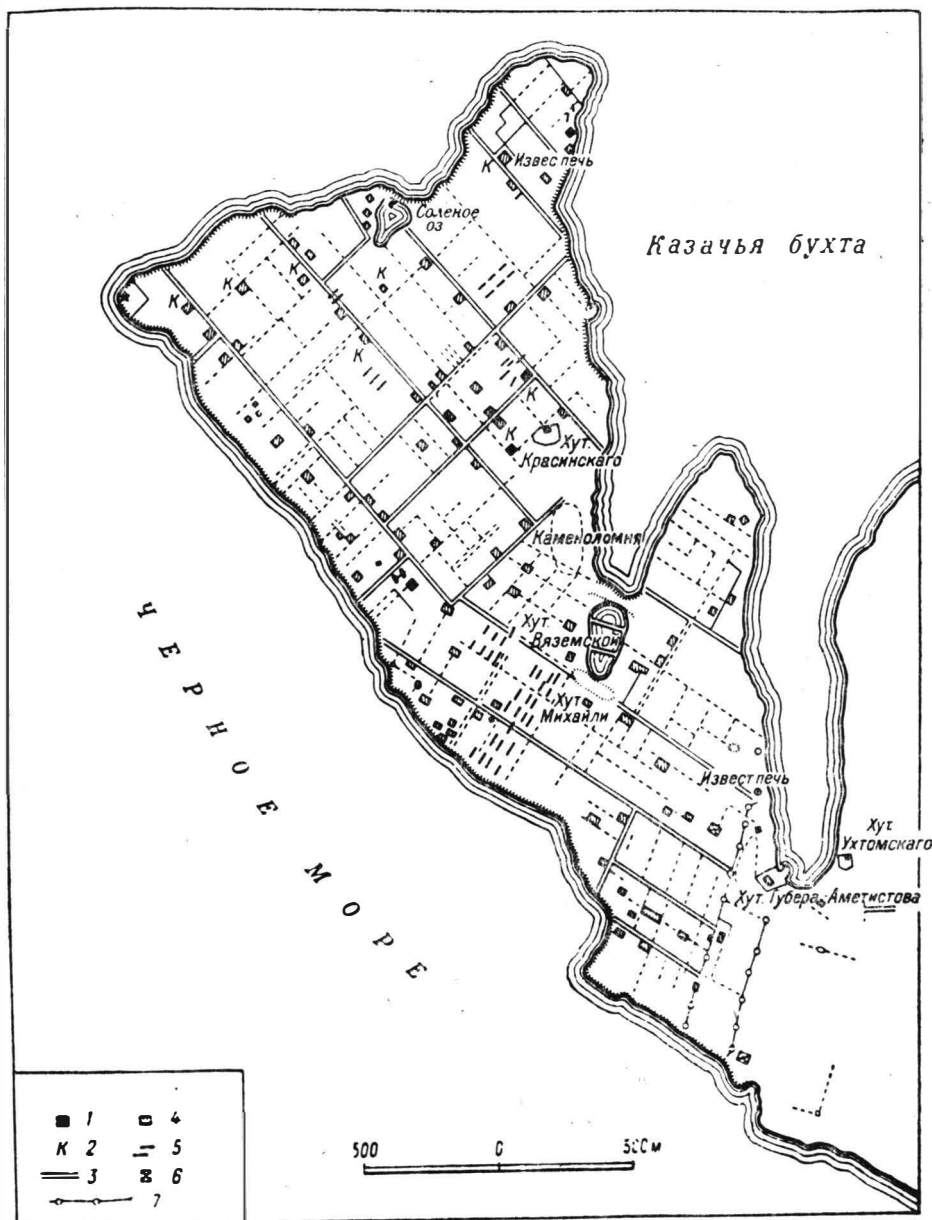 К
Извес печь
Соленое
оз
Казачья бухта
К
К
К
К
К
К
К
Хут.
Красинскаго
Каменоломня
Хут.
Вяземской
Хут.
Михайли
Извест печь
Хут.
Ухтомскаго
Хут. Губера-Аметистова
ЧЕРНОЕ МОРЕ
1
4
К 2
5
3
6
7
500 0 500 м